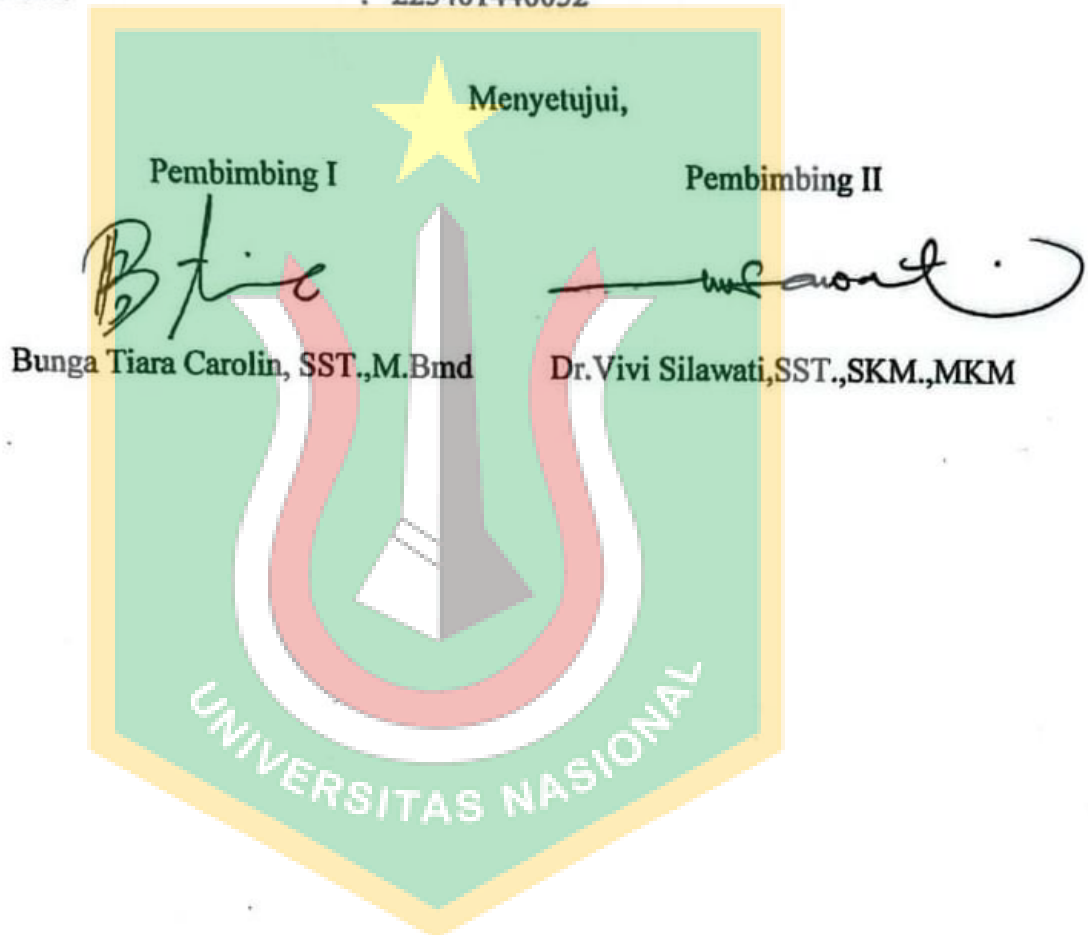 Menyetujui,
Pembimbing I
Pembimbing II
Bunga Tiara Carolin, SST.,M.Bmd
Dr.Vivi Silawati,SST.,SKM.,MKM
UNIVERSITAS NASIONAL